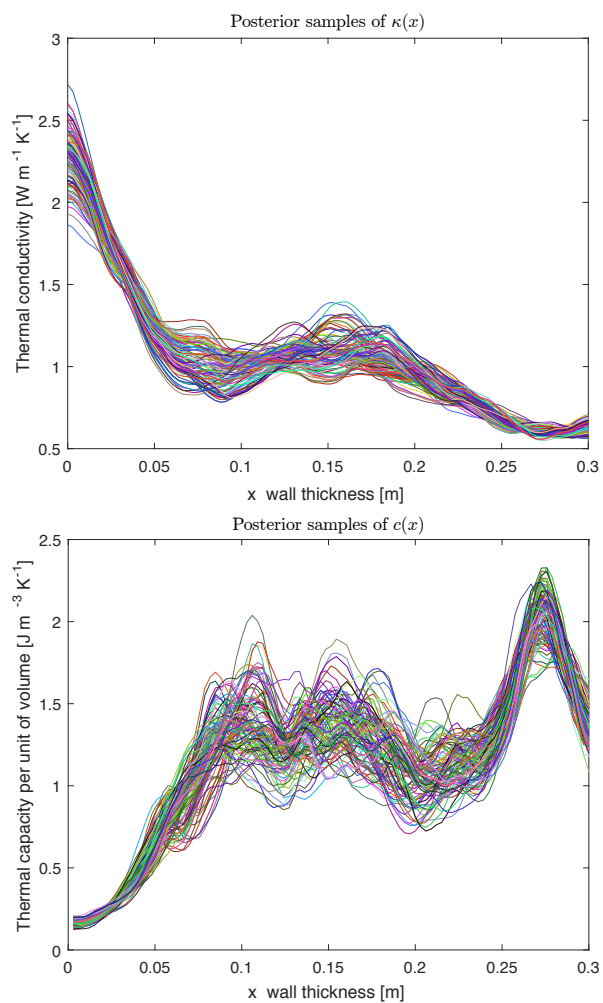 Posterior samples of κ(x)
Thermal conductivity [W m⁻¹ K⁻¹]
3
2.5
2
1.5
1
0.5
0 0.05 0.1 0.15 0.2 0.25 0.3
x wall thickness [m]
Posterior samples of c(x)
Thermal capacity per unit of volume [J m ⁻³ K⁻¹]
2.5
2
1.5
1
0.5
0
0 0.05 0.1 0.15 0.2 0.25 0.3
x wall thickness [m]